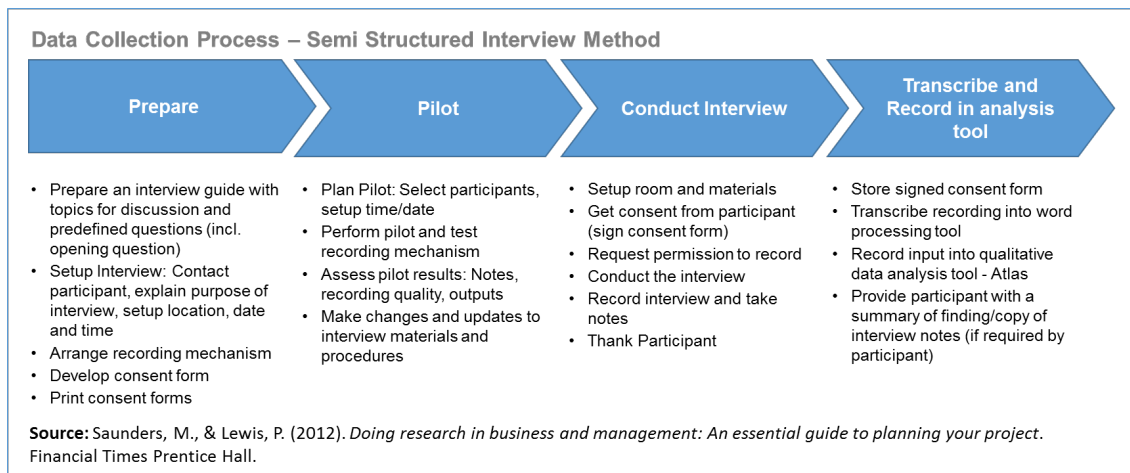 Data Collection Process – Semi Structured Interview Method
Prepare
Pilot
Conduct Interview
Transcribe and
Record in analysis
tool
• Prepare an interview guide with
topics for discussion and
predefined questions (incl.
opening question)
• Setup Interview: Contact
participant, explain purpose of
interview, setup location, date
and time
• Arrange recording mechanism
• Develop consent form
• Print consent forms
• Plan Pilot: Select participants,
setup time/date
• Perform pilot and test
recording mechanism
• Assess pilot results: Notes,
recording quality, outputs
• Make changes and updates to
interview materials and
procedures
• Setup room and materials
• Get consent from participant
(sign consent form)
• Request permission to record
• Conduct the interview
• Record interview and take
notes
• Thank Participant
• Store signed consent form
• Transcribe recording into word
processing tool
• Record input into qualitative
data analysis tool - Atlas
• Provide participant with a
summary of finding/copy of
interview notes (if required by
participant)
Source: Saunders, M., & Lewis, P. (2012). Doing research in business and management: An essential guide to planning your project.
Financial Times Prentice Hall.